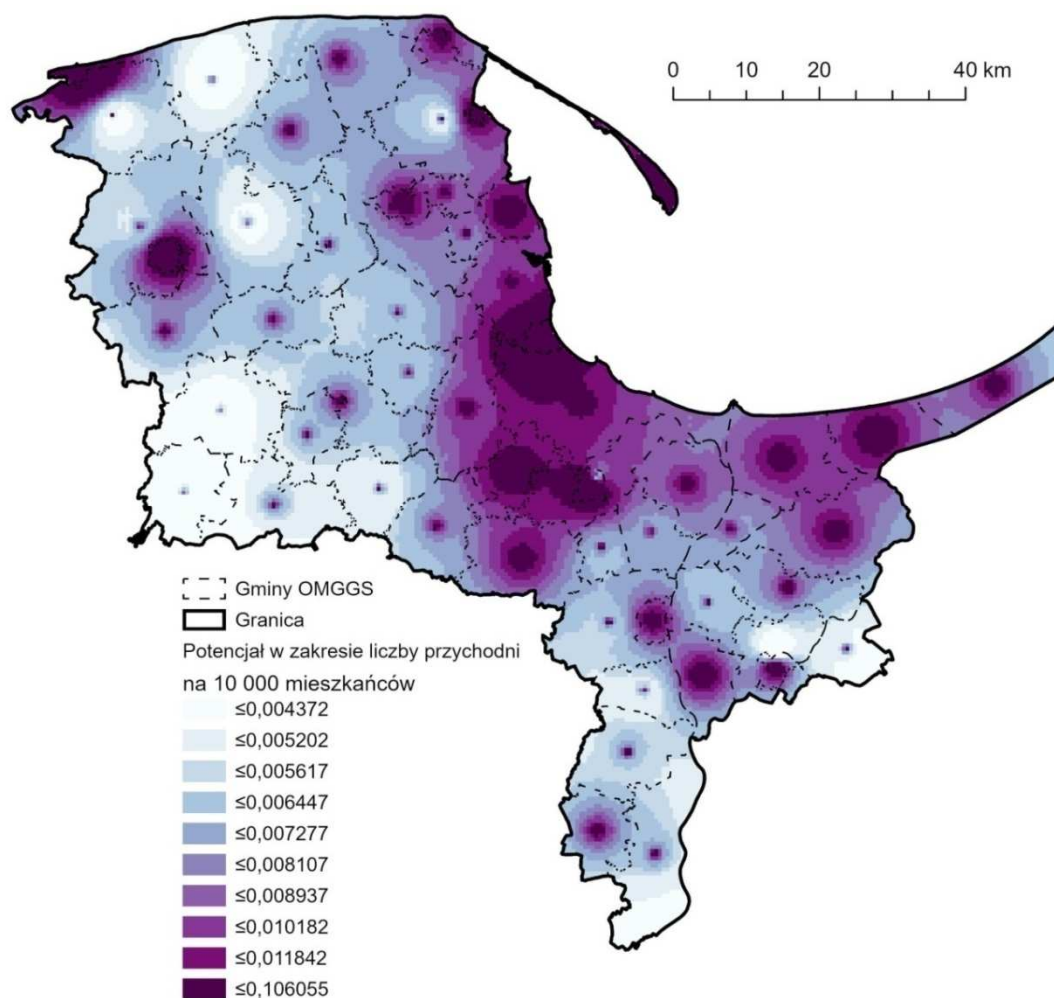 0 10 20 40 km
Gminy OMGGS
Granica
Potencjał w zakresie liczby przychodni
na 10 000 mieszkańców
≤0,004372
≤0,005202
≤0,005617
≤0,006447
≤0,007277
≤0,008107
≤0,008937
≤0,010182
≤0,011842
≤0,106055